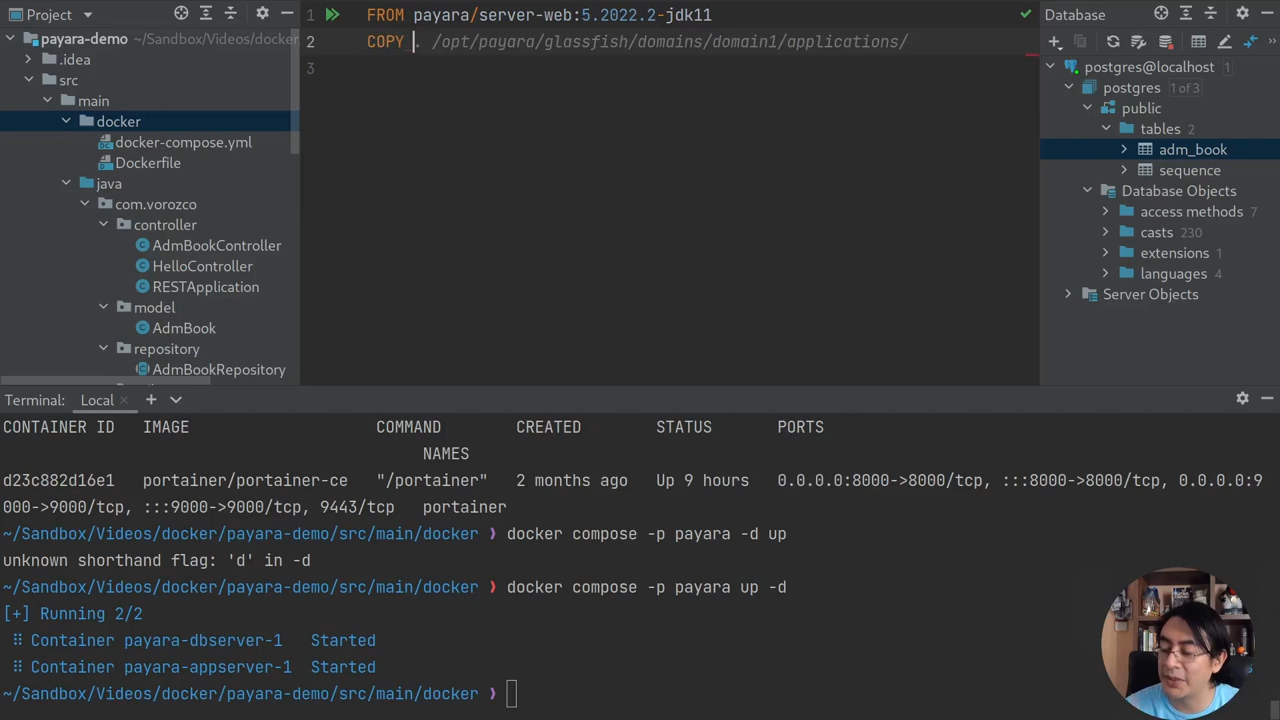 Project
payara-demo ~/Sandbox/Videos/docker
.idea
src
main
docker
docker-compose.yml
Dockerfile
java
com.vorozco
controller
AdmBookController
HelloController
RESTApplication
model
AdmBook
repository
AdmBookRepository
1 FROM payara/server-web:5.2022.2-jdk11
2 COPY . /opt/payara/glassfish/domains/domain1/applications/
3
Database
postgres@localhost 1
postgres 1 of 3
public
tables 2
adm_book
sequence
Database Objects
access methods 7
casts 230
extensions 1
languages 4
Server Objects
Terminal: Local
CONTAINER ID IMAGE COMMAND CREATED STATUS PORTS
NAMES
d23c882d16e1 portainer/portainer-ce "/portainer" 2 months ago Up 9 hours 0.0.0.0:8000->8000/tcp, :::8000->8000/tcp, 0.0.0.0:9
000->9000/tcp, :::9000->9000/tcp, 9443/tcp portainer
~/Sandbox/Videos/docker/payara-demo/src/main/docker ❯ docker compose -p payara -d up
unknown shorthand flag: 'd' in -d
~/Sandbox/Videos/docker/payara-demo/src/main/docker ❯ docker compose -p payara up -d
[+] Running 2/2
⠿ Container payara-dbserver-1 Started
⠿ Container payara-appserver-1 Started
~/Sandbox/Videos/docker/payara-demo/src/main/docker ❯